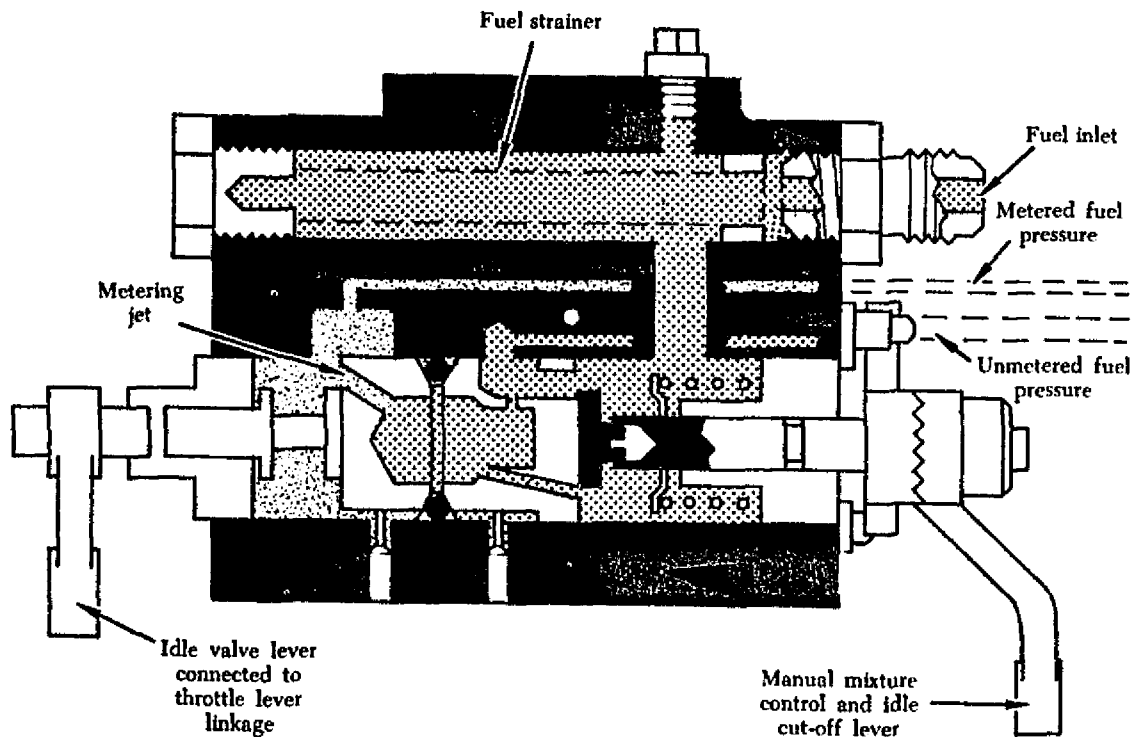 Fuel strainer
Fuel inlet
Metered fuel
pressure
Metering
jet
Unmetered fuel
pressure
Idle valve lever
connected to
throttle lever
linkage
Manual mixture
control and idle
cut-off lever